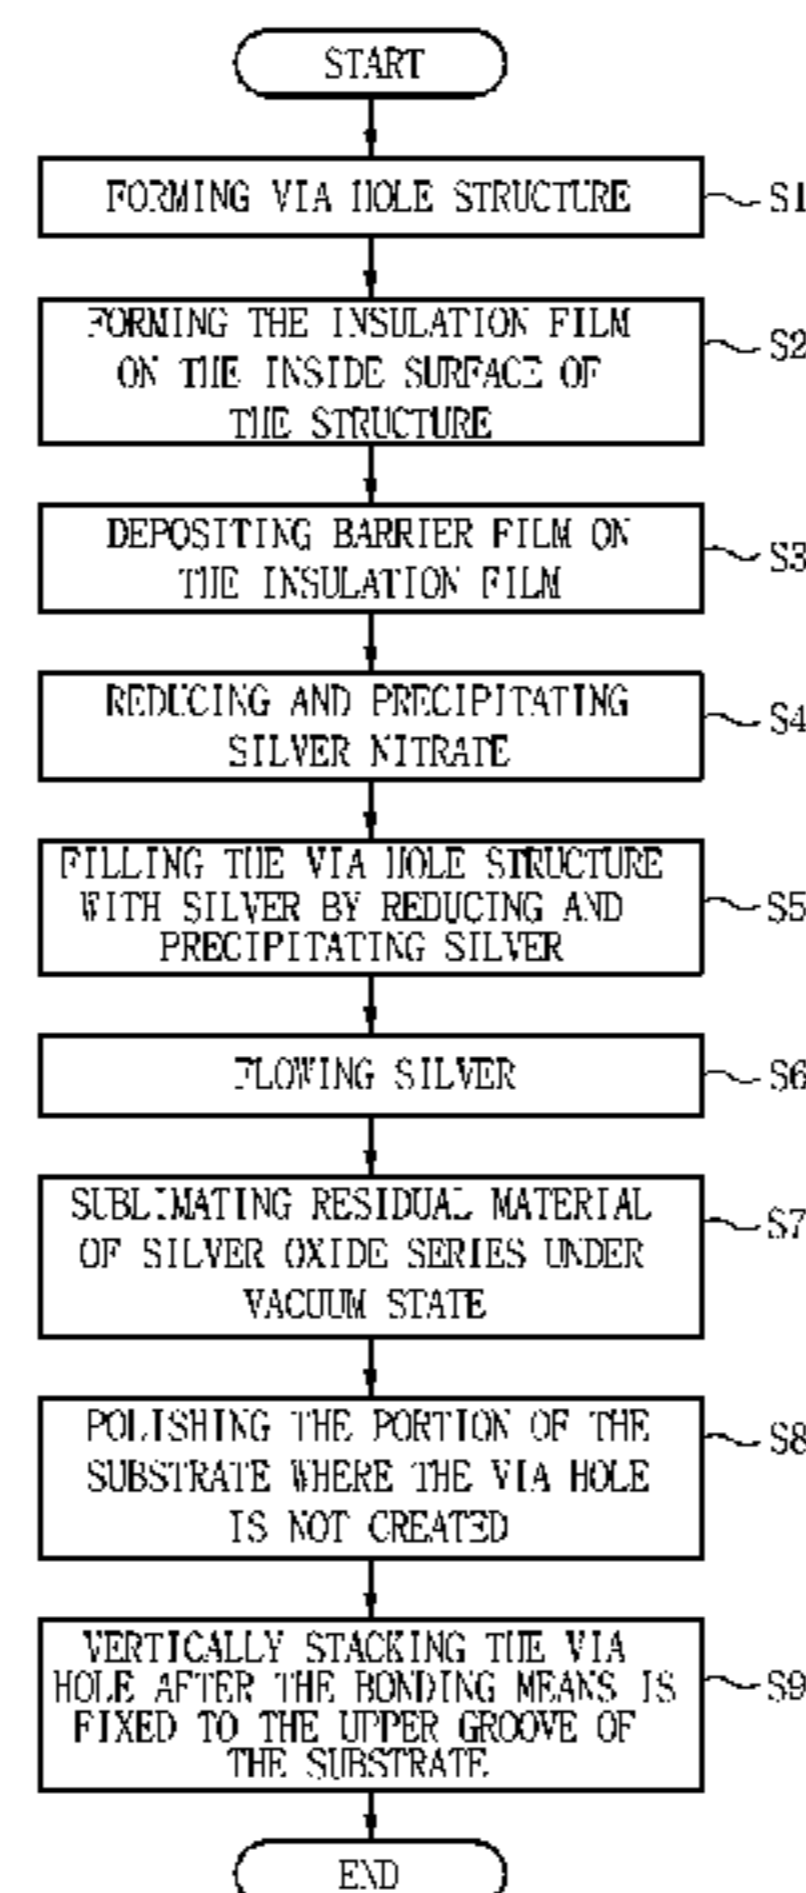 START
FORMING VIA HOLE STRUCTURE
S1
FORMING THE INSULATION FILM
ON THE INSIDE SURFACE OF
THE STRUCTURE
S2
DEPOSITING BARRIER FILM ON
THE INSULATION FILM
S3
REDUCING AND PRECIPITATING
SILVER NITRATE
S4
FILLING THE VIA HOLE STRUCTURE
WITH SILVER BY REDUCING AND
PRECIPITATING SILVER
S5
FLOWING SILVER
S6
SUBLIMATING RESIDUAL MATERIAL
OF SILVER OXIDE SERIES UNDER
VACUUM STATE
S7
POLISHING THE PORTION OF THE
SUBSTRATE WHERE THE VIA HOLE
IS NOT CREATED
S8
VERTICALLY STACKING THE VIA
HOLE AFTER THE BONDING MEANS IS
FIXED TO THE UPPER GROOVE OF
THE SUBSTRATE
S9
END